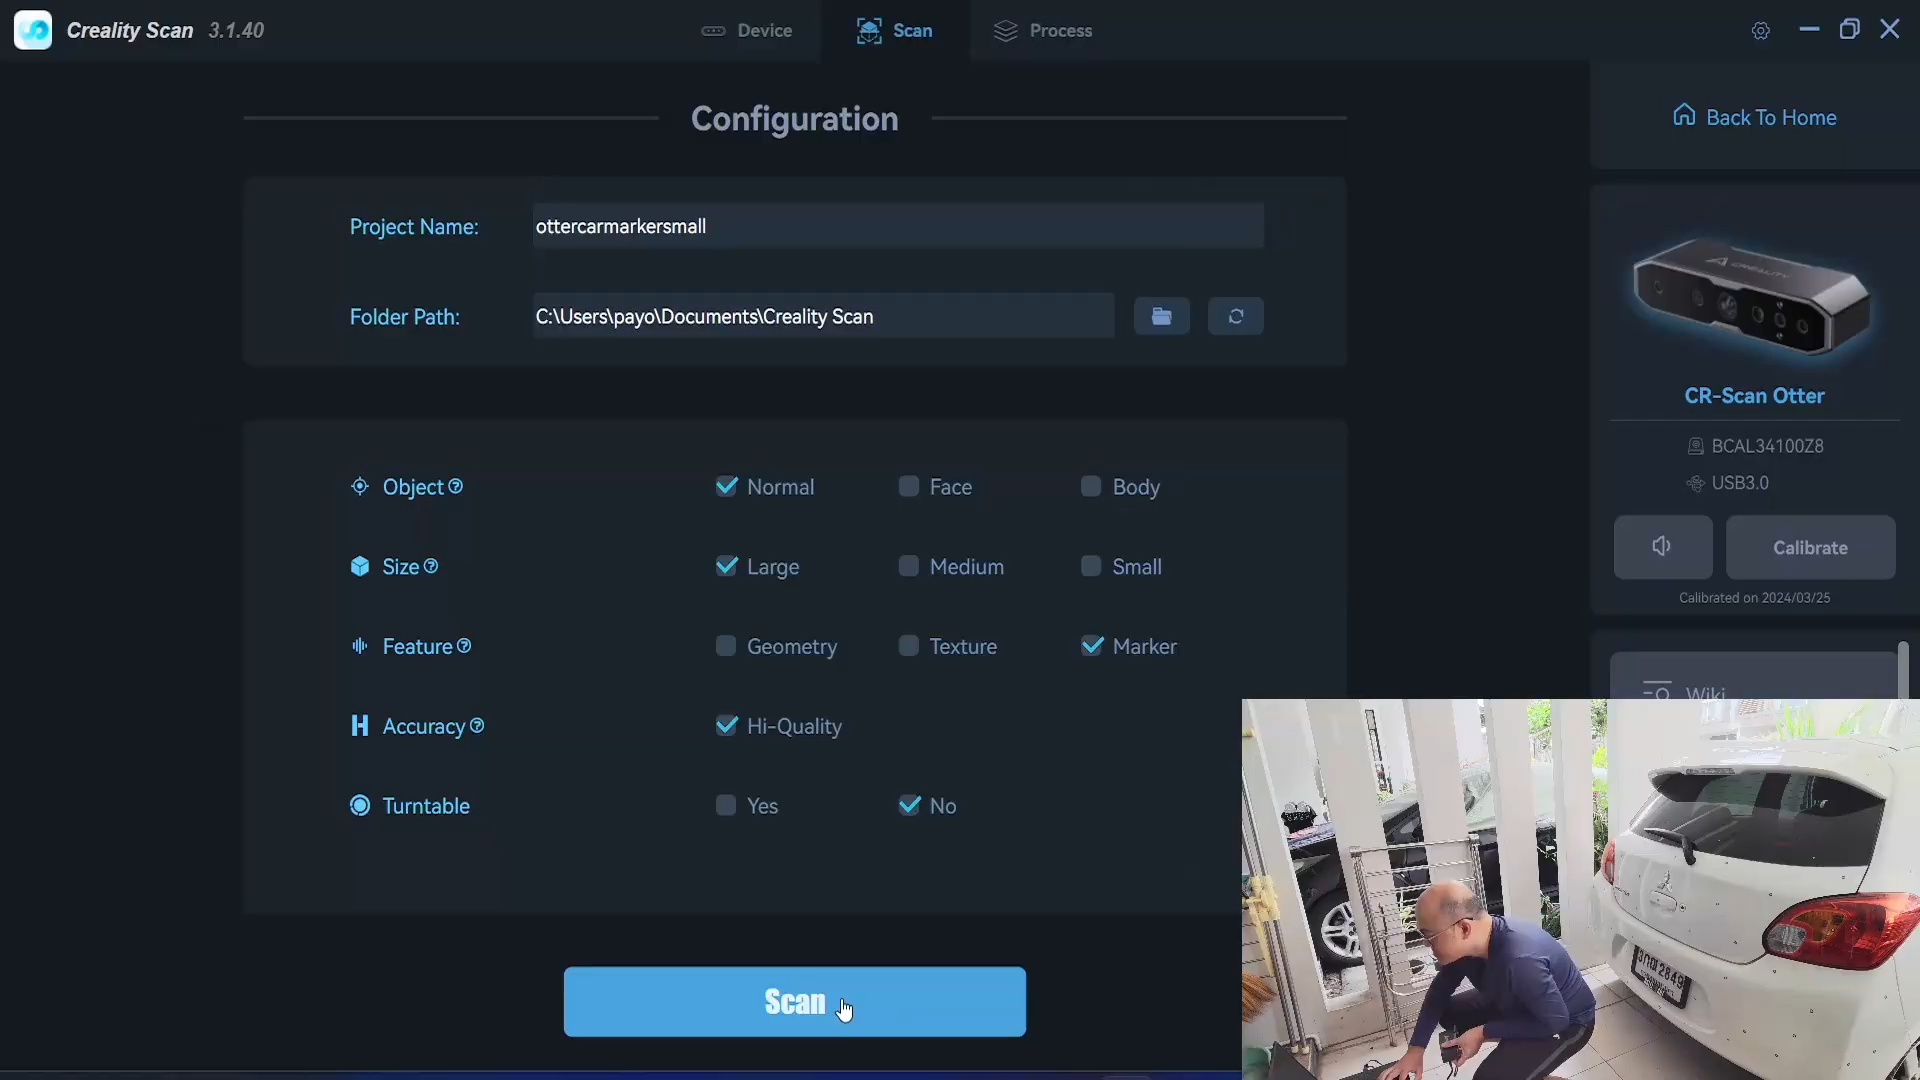 Creality Scan 3.1.40
Device
Scan
Process
Configuration
Back To Home
Project Name:
ottercarmarkersmall
Folder Path:
C:\Users\payo\Documents\Creality Scan
CREALITY
CR-Scan Otter
BCAL34100Z8
USB3.0
Calibrate
Calibrated on 2024/03/25
Object
Normal
Face
Body
Size
Large
Medium
Small
Feature
Geometry
Texture
Marker
Accuracy
Hi-Quality
Turntable
Yes
No
Wiki
Scan